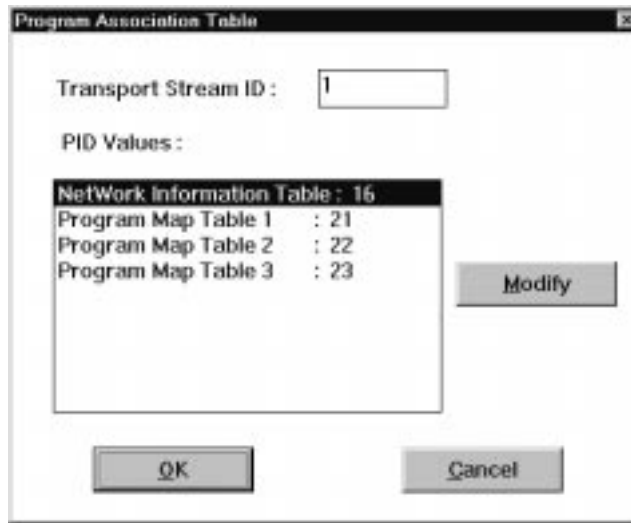 Program Association Table
Transport Stream ID : 1
PID Values :
NetWork Information Table : 16
Program Map Table 1 : 21
Program Map Table 2 : 22
Program Map Table 3 : 23
Modify
OK
Cancel